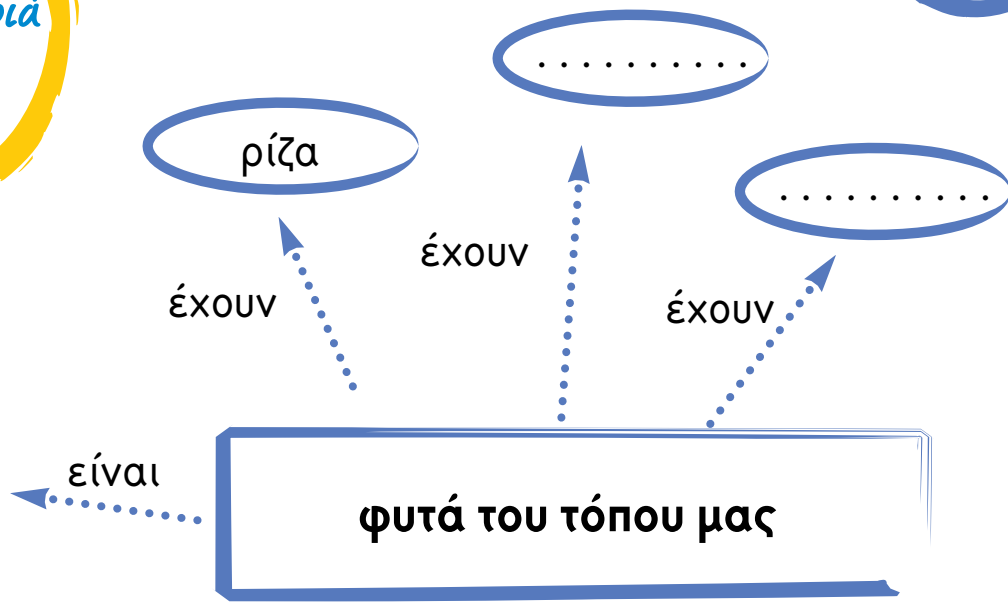 . . . . . . . . . .
ρίζα
. . . . . . . . . .
έχουν
έχουν
έχουν
είναι
φυτά του τόπου μας